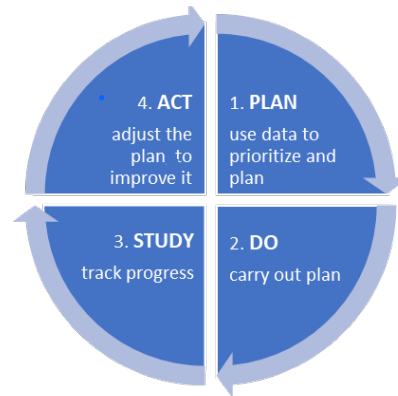 1. PLAN
use data to
prioritize and
plan
2. DO
carry out plan
3. STUDY
track progress
4. ACT
adjust the
plan to
improve it